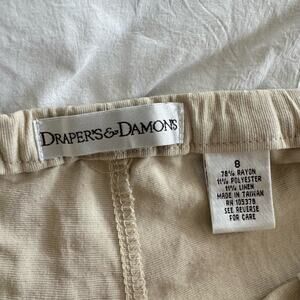 DRAPER'S & DAMON'S
8
78% RAYON
11% POLYESTER
11% LINEN
MADE IN TAIWAN
RN 105378
SEE REVERSE
FOR CARE